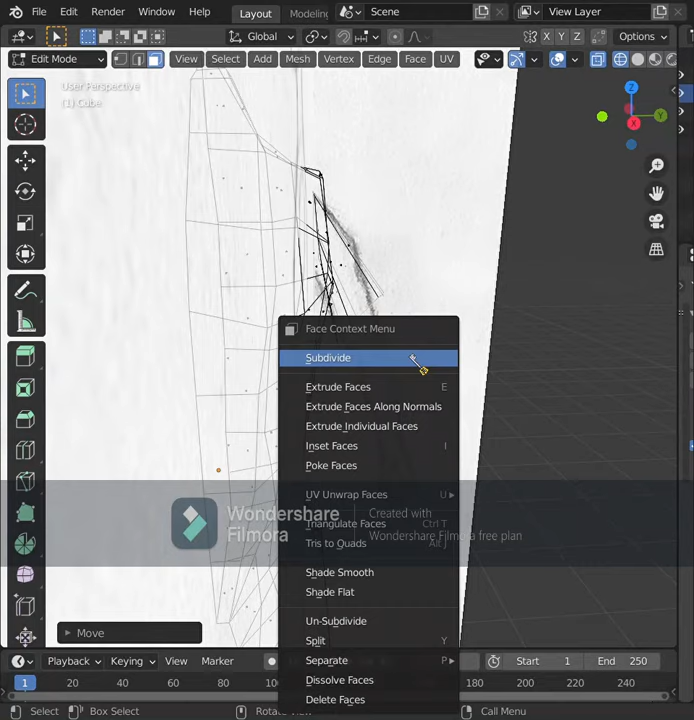 File Edit Render Window Help Layout Modelin Scene View Layer
Global X Y Z Options
Edit Mode View Select Add Mesh Vertex Edge Face UV
User Perspective
(1) Cube
Z
Y
X
Face Context Menu
Subdivide
Extrude Faces E
Extrude Faces Along Normals
Extrude Individual Faces
Inset Faces I
Poke Faces
UV Unwrap Faces U
Triangulate Faces Ctrl T
Tris to Quads Alt J
Shade Smooth
Shade Flat
Un-Subdivide
Split Y
Separate P
Dissolve Faces
Delete Faces
Wondershare
Filmora
Created with
Wondershare Filmora free plan
Move
Playback Keying View Marker Start 1 End 250
1 20 40 60 80 180 200 220 240
Select Box Select Rotate Call Menu